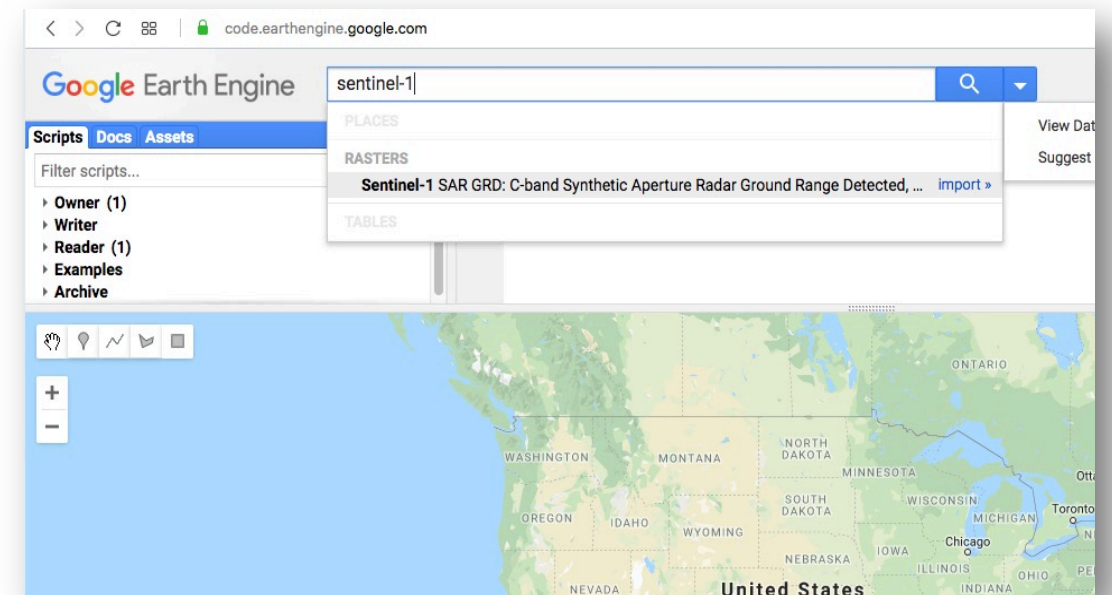 code.earthengine.google.com
Google Earth Engine
sentinel-1
PLACES
RASTERS
Sentinel-1 SAR GRD: C-band Synthetic Aperture Radar Ground Range Detected, ... import »
TABLES
View Dat
Suggest
Scripts Docs Assets
Filter scripts...
Owner (1)
Writer
Reader (1)
Examples
Archive
ONTARIO
WASHINGTON
MONTANA
NORTH
DAKOTA
MINNESOTA
Otta
SOUTH
DAKOTA
WISCONSIN
MICHIGAN
Toronto
OREGON
IDAHO
WYOMING
Chicago
NEBRASKA
IOWA
ILLINOIS
INDIANA
OHIO
PE
NEVADA
United States